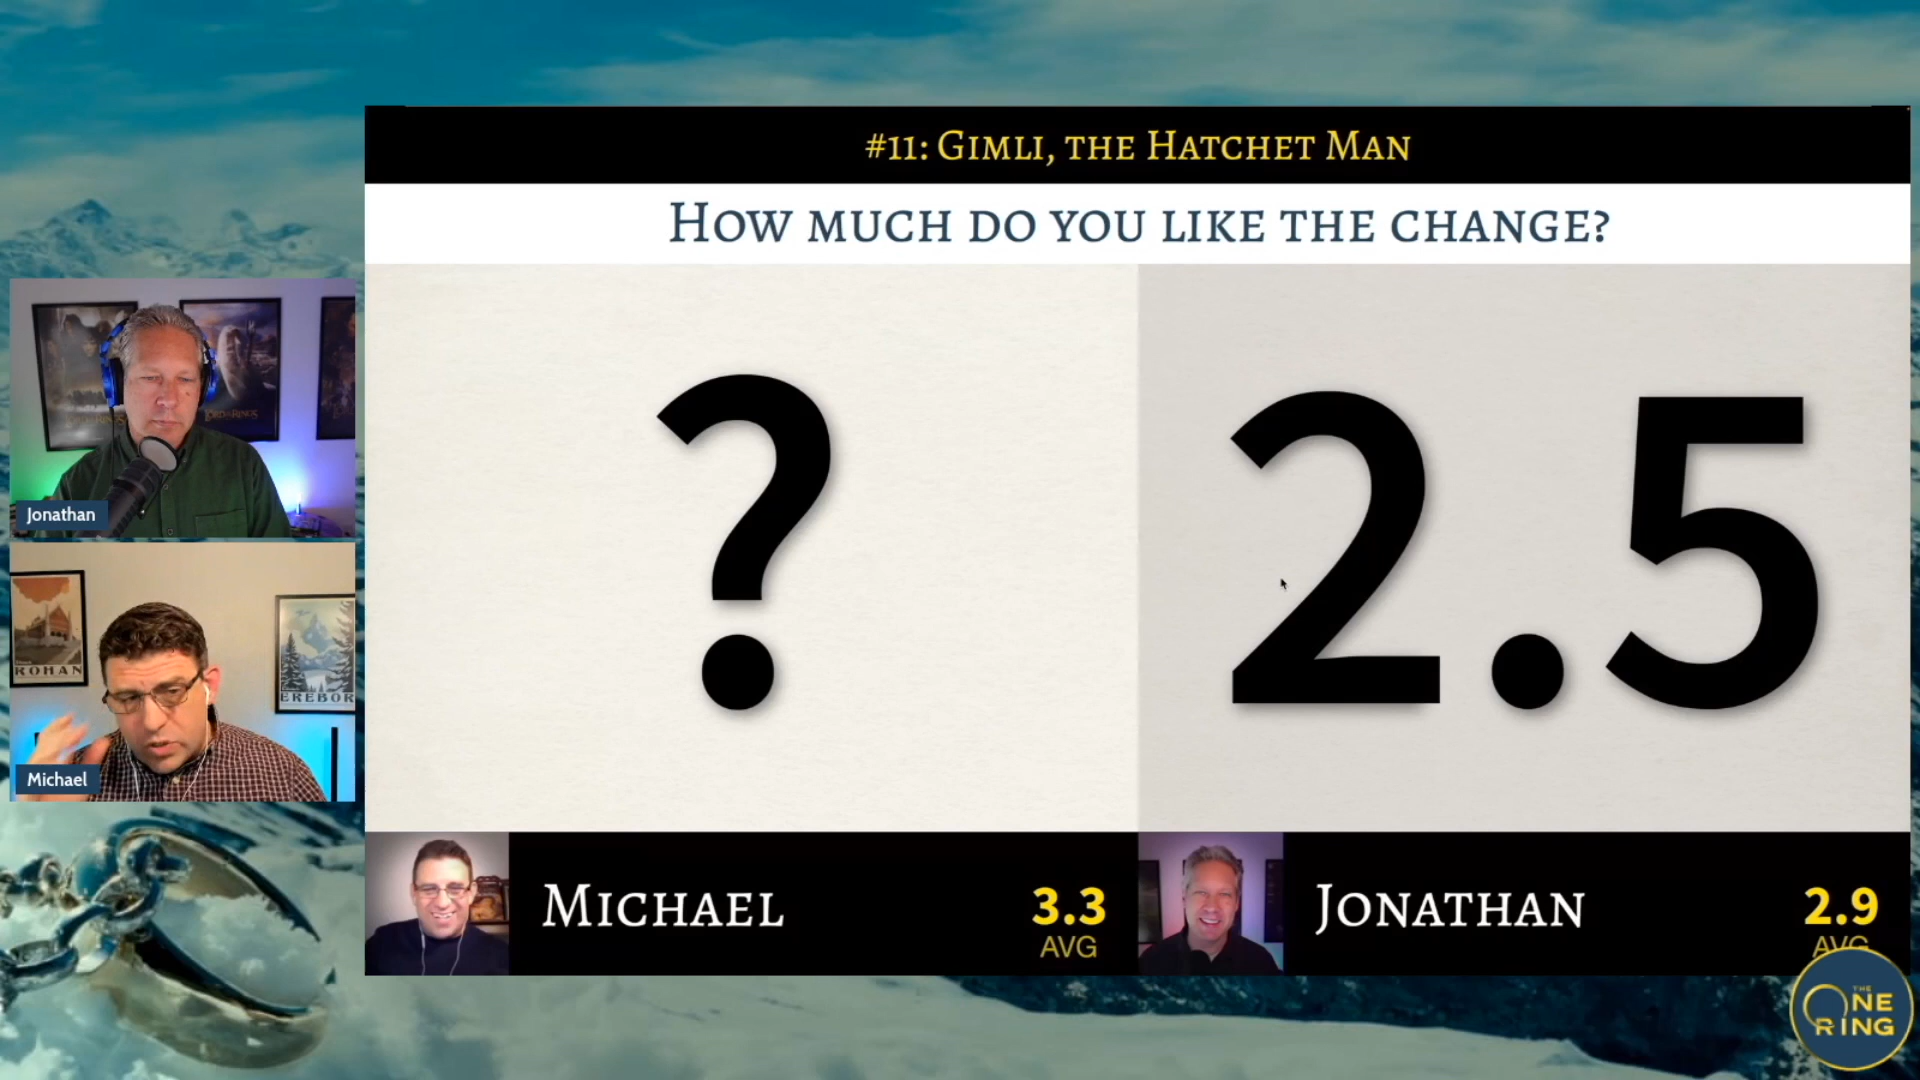 #11: Gimli, the Hatchet Man
How much do you like the change?
?
2.5
Jonathan
ROHAN
EREBOR
Michael
Michael
3.3
AVG
Jonathan
2.9
AVG
THE
ONE
RING